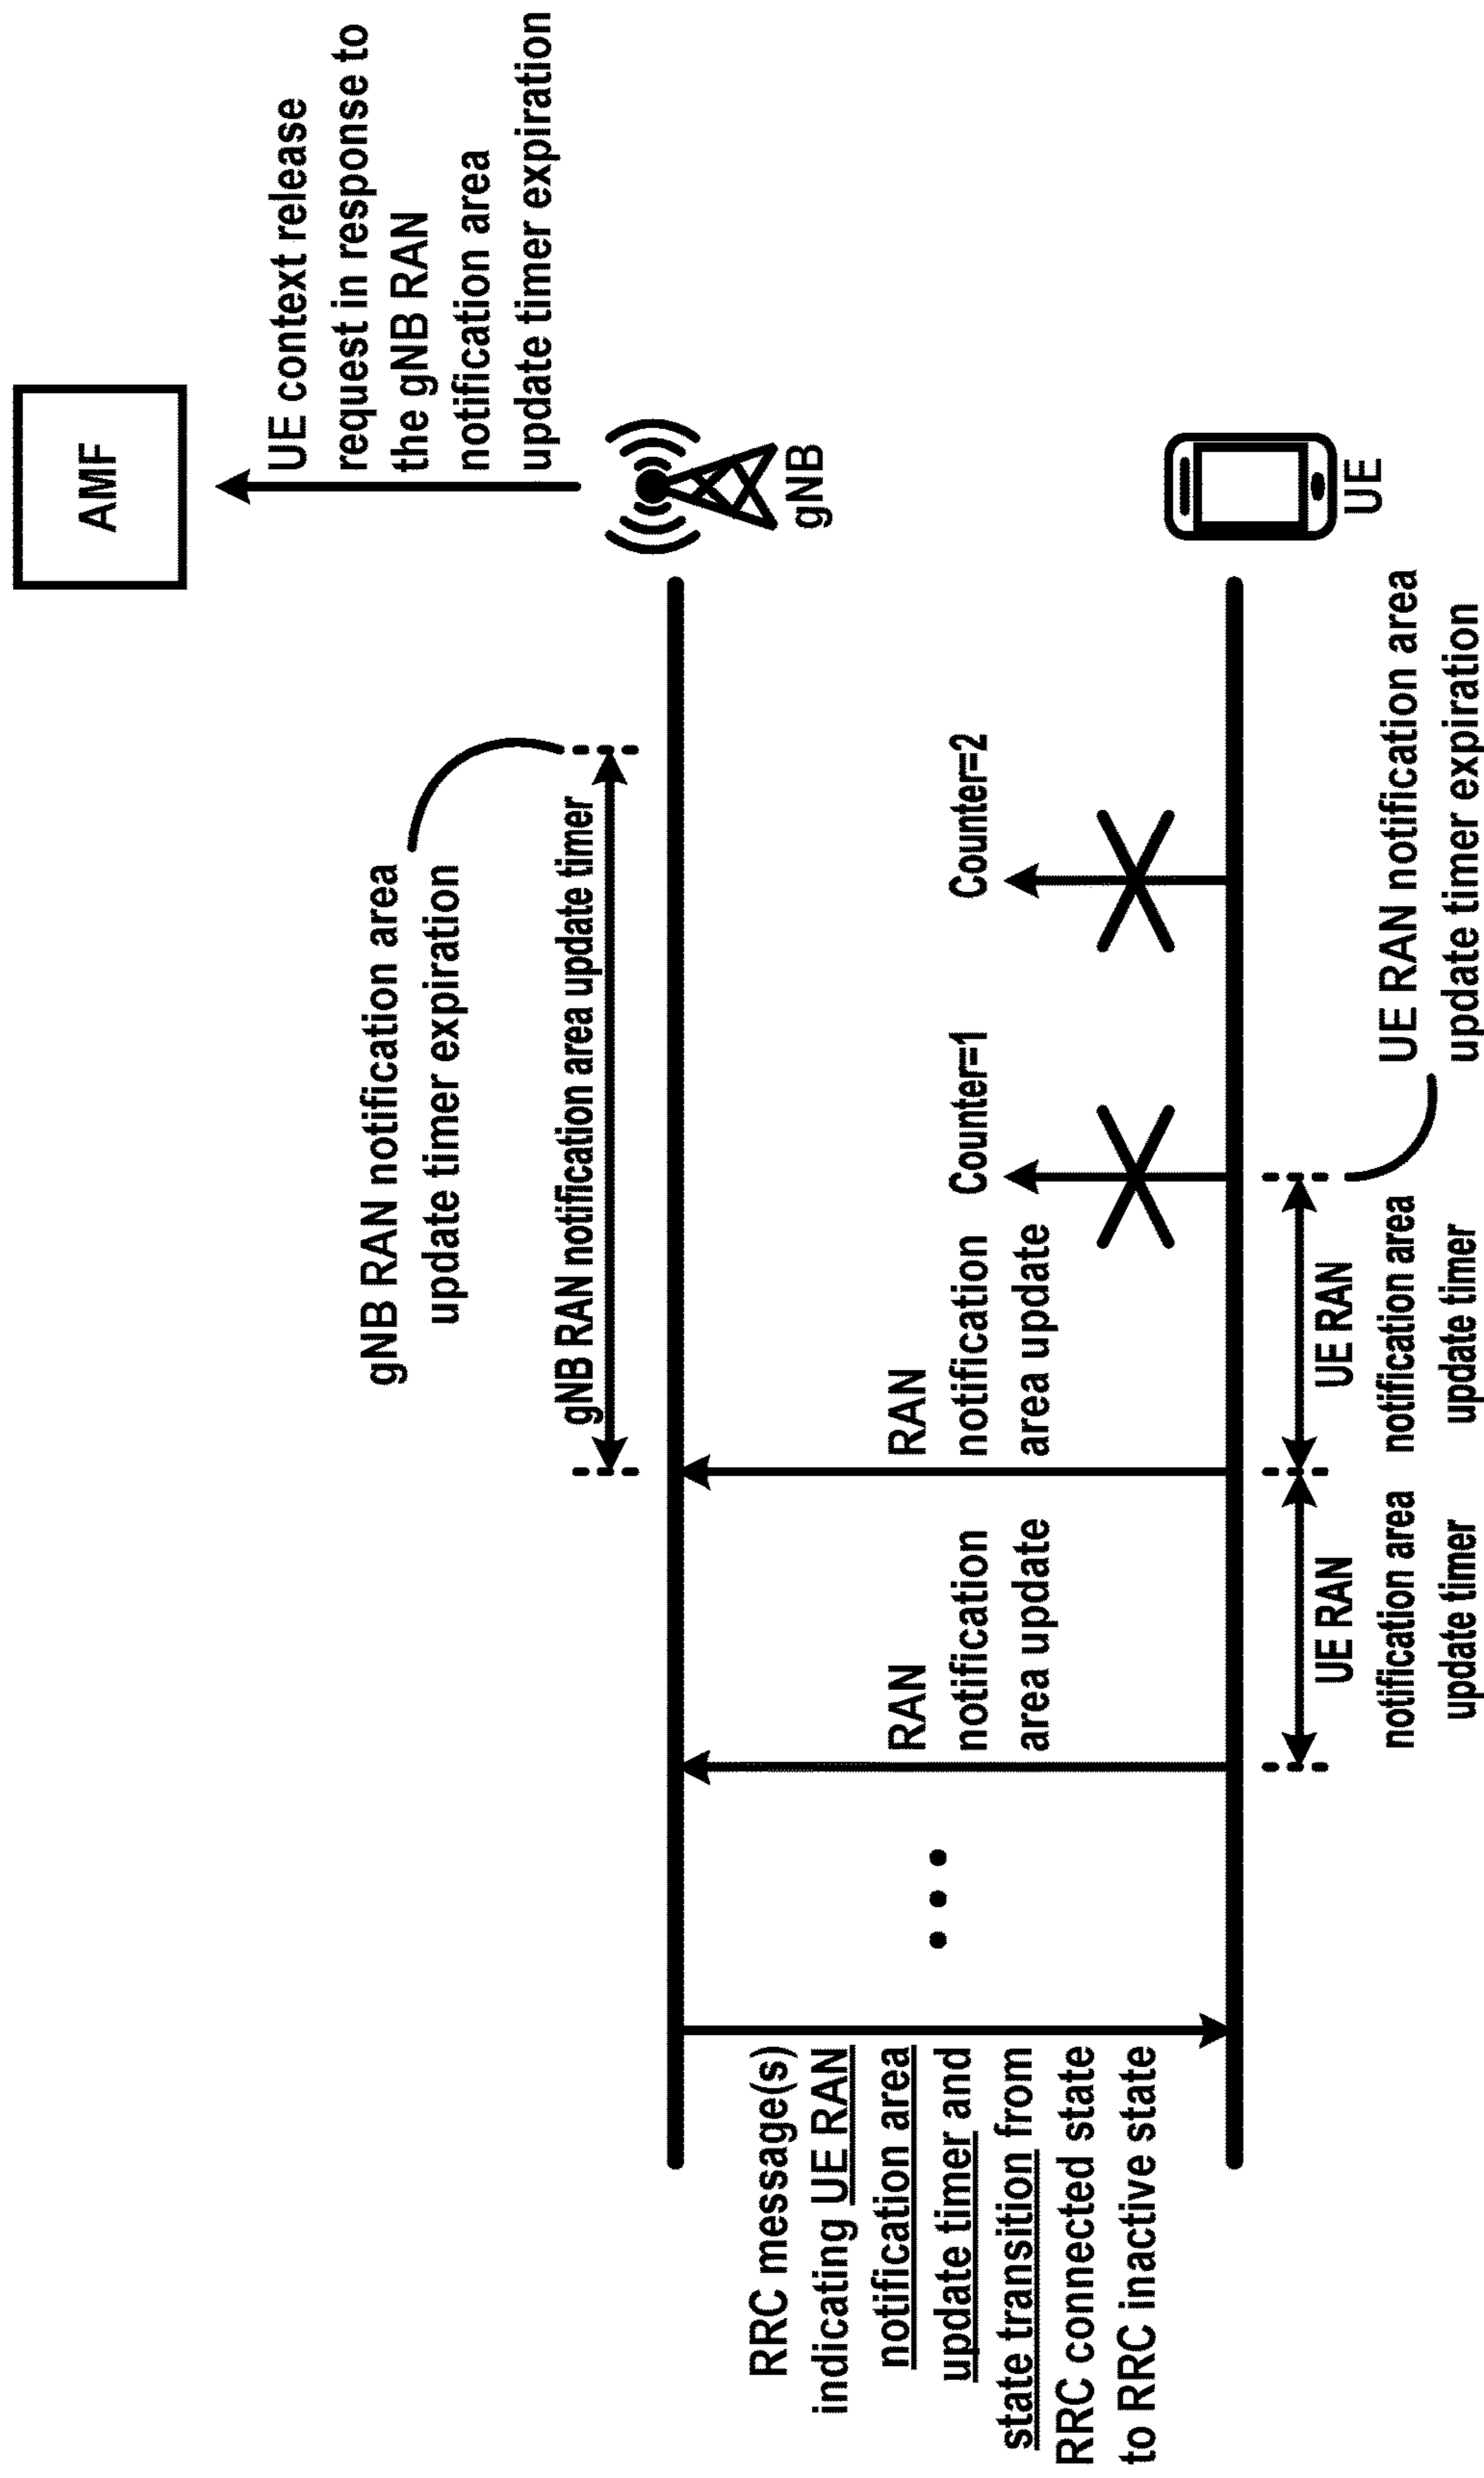 RRC message(s)
indicating UE RAN
notification area
update timer and
state transition from
RRC connected state
to RRC inactive state
RAN
notification
area update
RAN
notification
area update
Counter=1
Counter=2
UE RAN
notification area
update timer
UE RAN
notification area
update timer
UE RAN notification area
update timer expiration
gNB RAN notification area update timer
gNB RAN notification area
update timer expiration
UE
gNB
AMF
UE context release
request in response to
the gNB RAN
notification area
update timer expiration